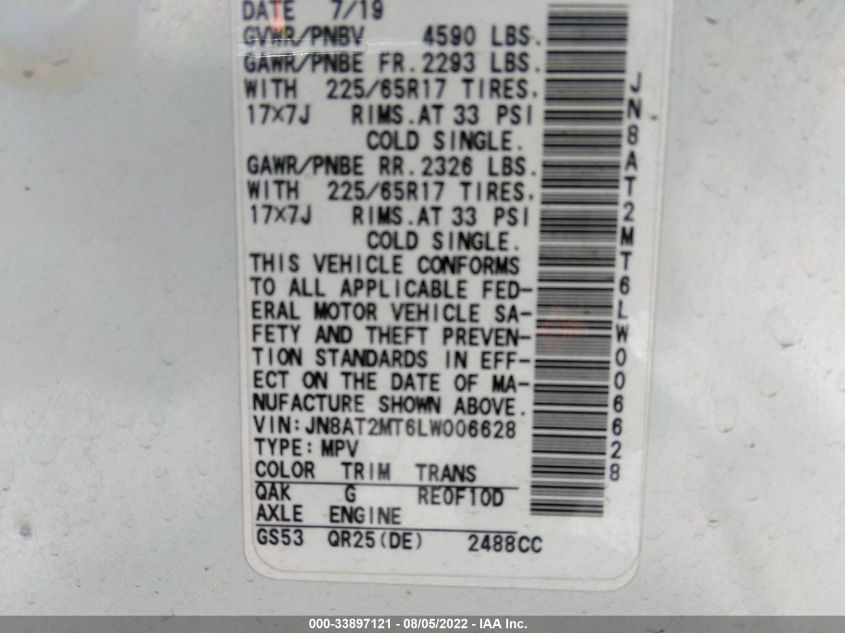 DATE 7/19
GVWR/PNBV 4590 LBS.
GAWR/PNBE FR.2293 LBS.
WITH 225/65R17 TIRES.
17×7J RIMS.AT 33 PSI
COLD SINGLE.
GAWR/PNBE RR.2326 LBS.
WITH 225/65R17 TIRES.
17×7J RIMS.AT 33 PSI
COLD SINGLE.
THIS VEHICLE CONFORMS
TO ALL APPLICABLE FED-
ERAL MOTOR VEHICLE SA-
FETY AND THEFT PREVEN-
TION STANDARDS IN EFF-
ECT ON THE DATE OF MA-
NUFACTURE SHOWN ABOVE.
VIN:JN8AT2MT6LW006628
TYPE:MPV
COLOR TRIM TRANS
QAK G RE0F10D
AXLE ENGINE
GS53 QR25(DE) 2488CC
JN8AT2MT6LW006628
000-33897121 - 08/05/2022 - IAA Inc.